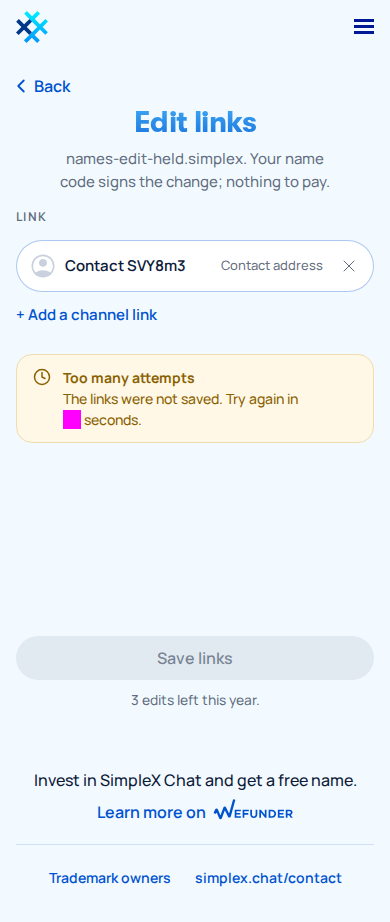 Back
Edit links
names-edit-held.simplex. Your name
code signs the change; nothing to pay.
LINK
Contact SVY8m3 Contact address
+ Add a channel link
Too many attempts
The links were not saved. Try again in
seconds.
Save links
3 edits left this year.
Invest in SimpleX Chat and get a free name.
Learn more on WEFUNDER
Trademark owners simplex.chat/contact